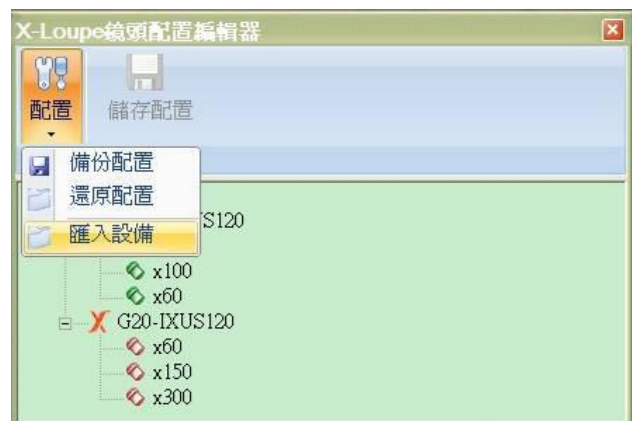 X-Loupe鏡頭配置編輯器
配置
儲存配置
備份配置
還原配置
匯入設備
US120
x100
x60
G20-IXUS120
x60
x150
x300